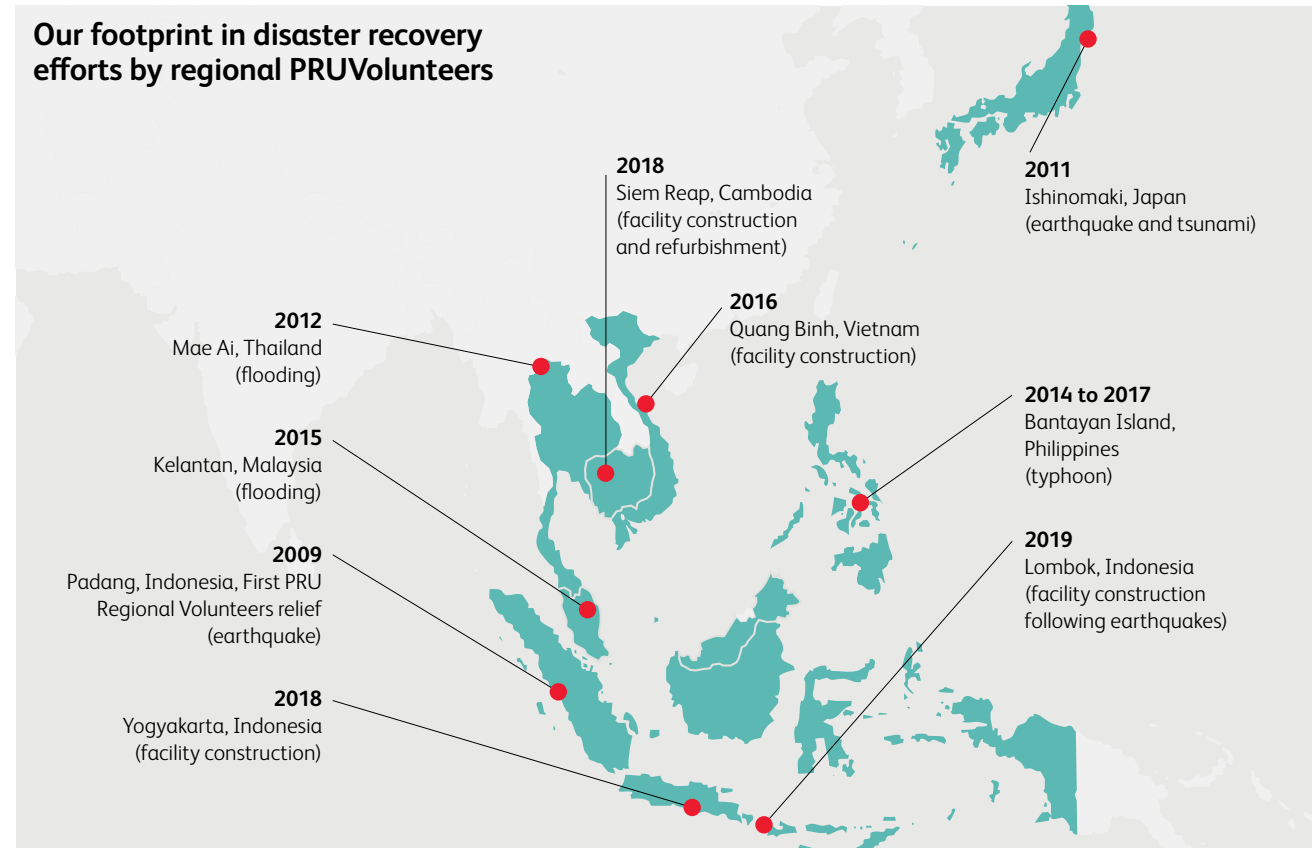 Our footprint in disaster recovery
efforts by regional PRUVolunteers
2018
Siem Reap, Cambodia
(facility construction
and refurbishment)
2011
Ishinomaki, Japan
(earthquake and tsunami)
2016
Quang Binh, Vietnam
(facility construction)
2012
Mae Ai, Thailand
(flooding)
2014 to 2017
Bantayan Island,
Philippines
(typhoon)
2015
Kelantan, Malaysia
(flooding)
2019
Lombok, Indonesia
(facility construction
following earthquakes)
2009
Padang, Indonesia, First PRU
Regional Volunteers relief
(earthquake)
2018
Yogyakarta, Indonesia
(facility construction)